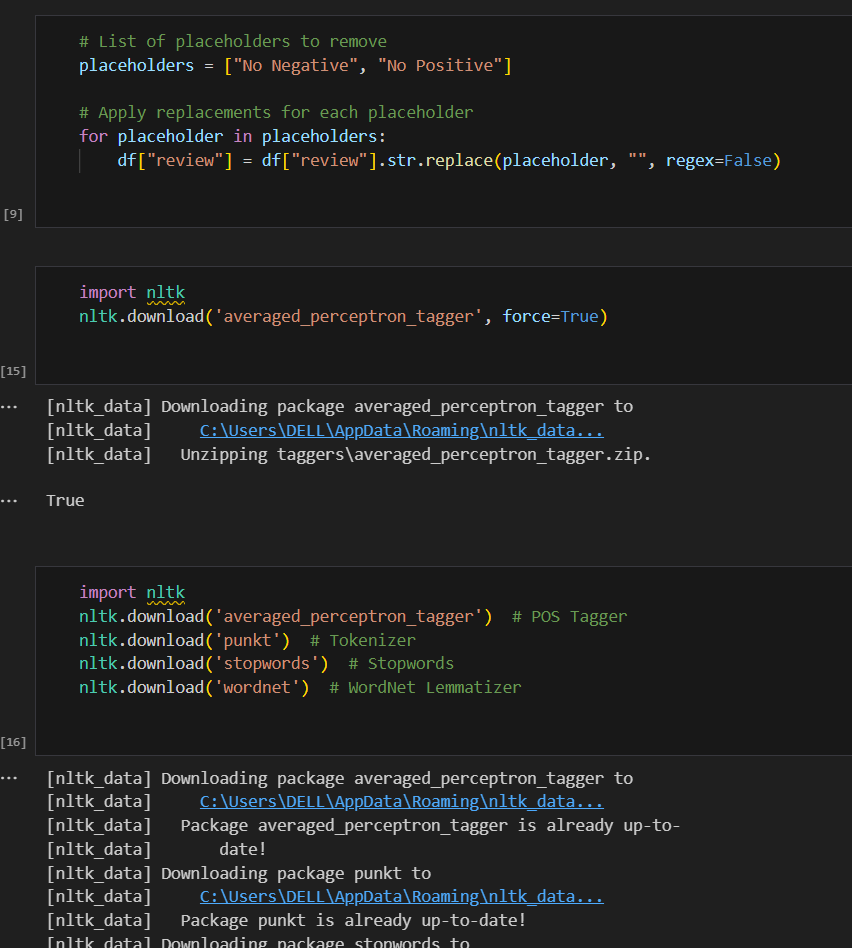 # List of placeholders to remove
placeholders = ["No Negative", "No Positive"]
# Apply replacements for each placeholder
for placeholder in placeholders:
    df["review"] = df["review"].str.replace(placeholder, "", regex=False)
[9]
import nltk
nltk.download('averaged_perceptron_tagger', force=True)
[15]
... [nltk_data] Downloading package averaged_perceptron_tagger to
[nltk_data]     C:\Users\DELL\AppData\Roaming\nltk_data...
[nltk_data]   Unzipping taggers\averaged_perceptron_tagger.zip.
... True
import nltk
nltk.download('averaged_perceptron_tagger')  # POS Tagger
nltk.download('punkt')  # Tokenizer
nltk.download('stopwords')  # Stopwords
nltk.download('wordnet')  # WordNet Lemmatizer
[16]
... [nltk_data] Downloading package averaged_perceptron_tagger to
[nltk_data]     C:\Users\DELL\AppData\Roaming\nltk_data...
[nltk_data]   Package averaged_perceptron_tagger is already up-to-
[nltk_data]       date!
[nltk_data] Downloading package punkt to
[nltk_data]     C:\Users\DELL\AppData\Roaming\nltk_data...
[nltk_data]   Package punkt is already up-to-date!
[nltk_data] Downloading package stopwords to